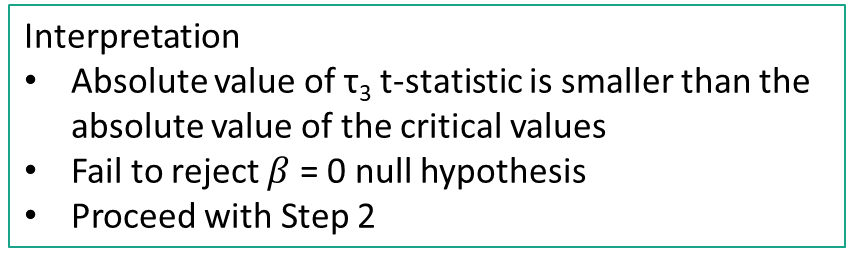 Interpretation
• Absolute value of τ₃ t-statistic is smaller than the
absolute value of the critical values
• Fail to reject β = 0 null hypothesis
• Proceed with Step 2